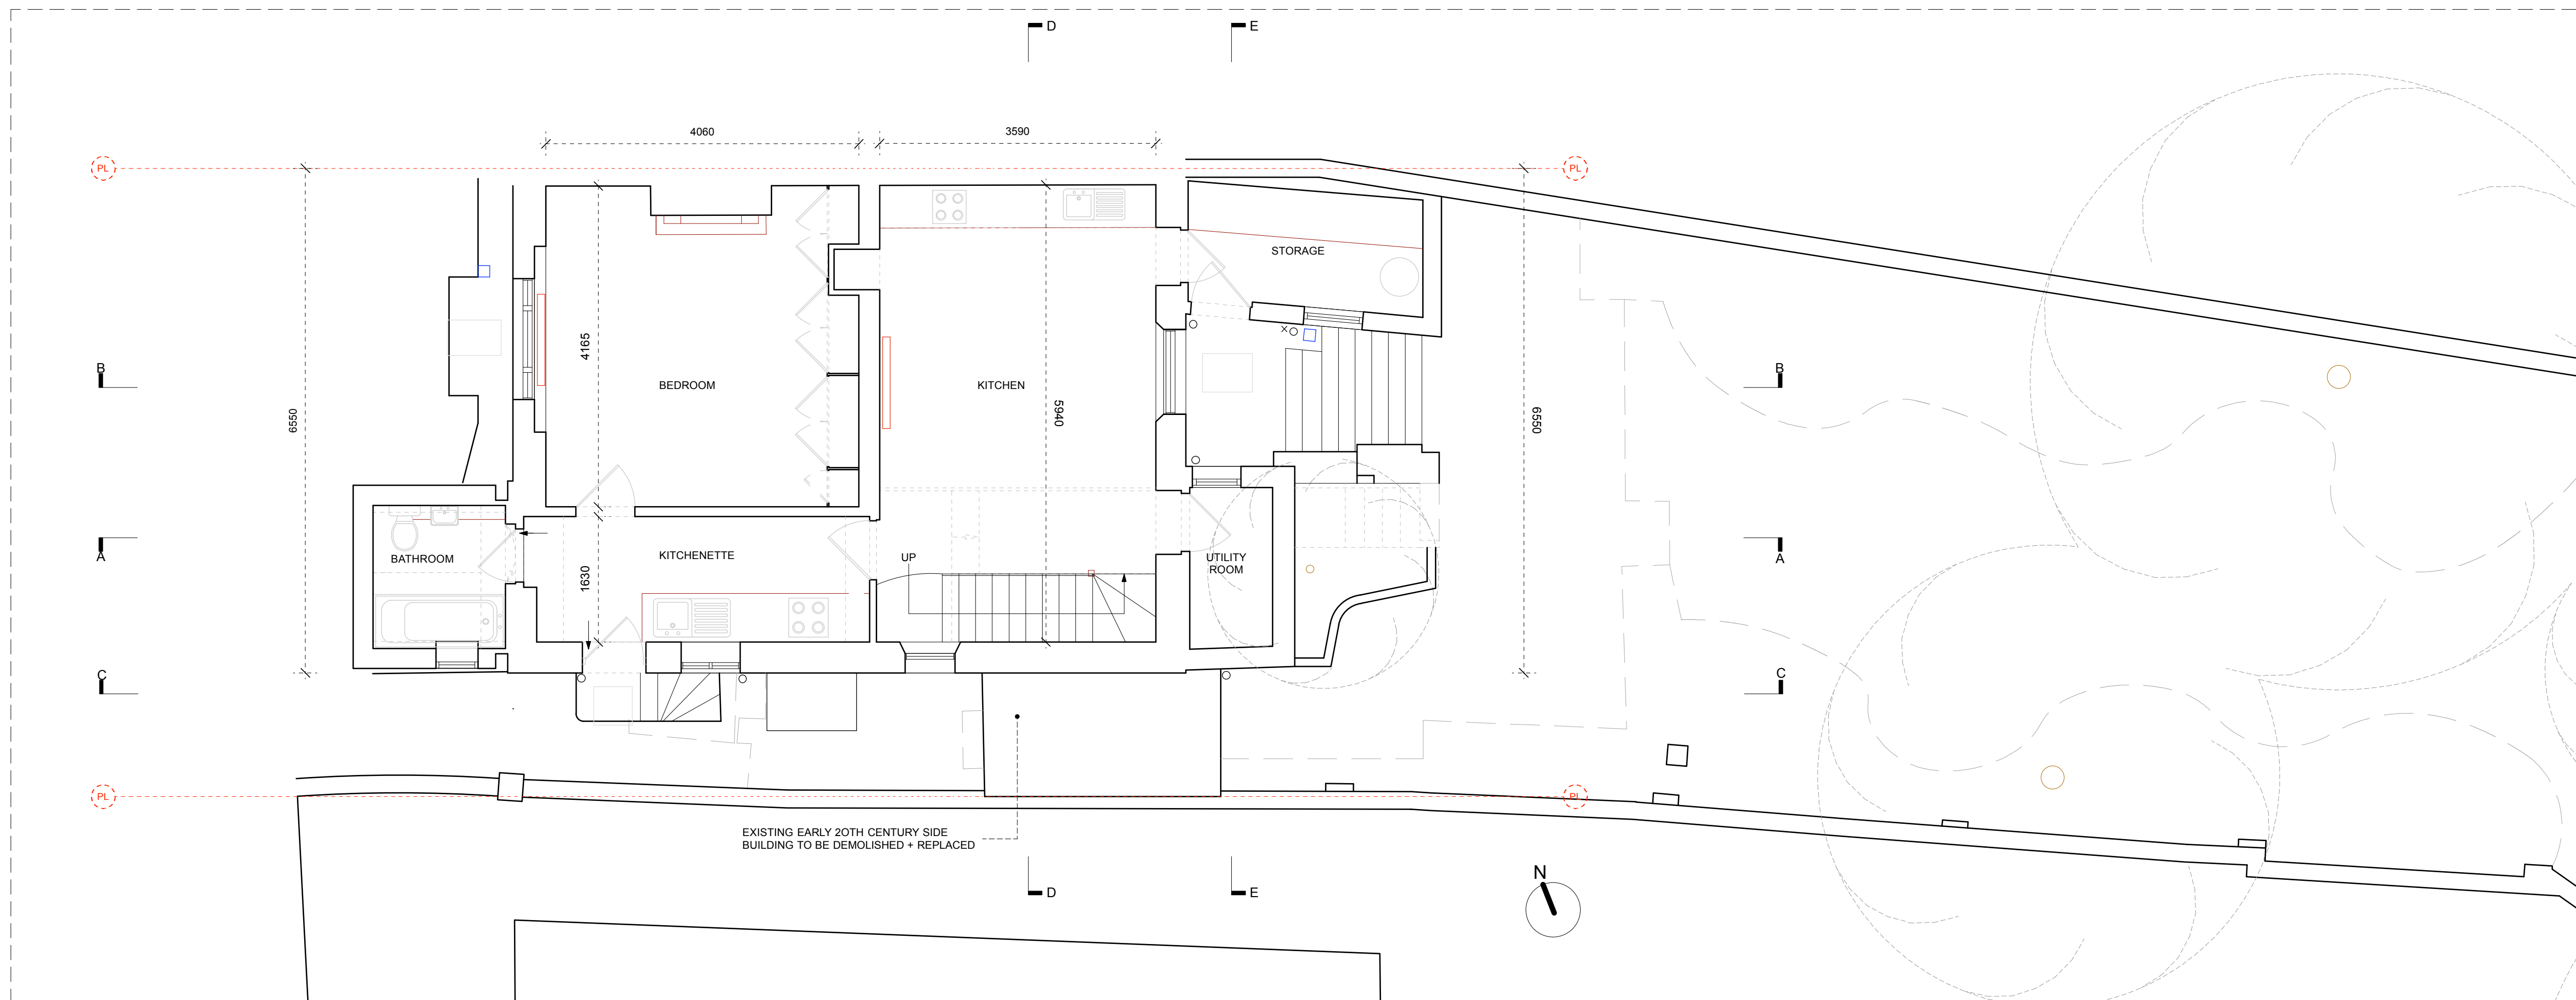 D
E
4060
3590
PL
PL
STORAGE
4165
B
B
BEDROOM
KITCHEN
6550
5940
6550
A
A
BATHROOM
KITCHENETTE
UP
UTILITY
ROOM
1630
C
C
PL
PL
EXISTING EARLY 2OTH CENTURY SIDE
BUILDING TO BE DEMOLISHED + REPLACED
N
D
E